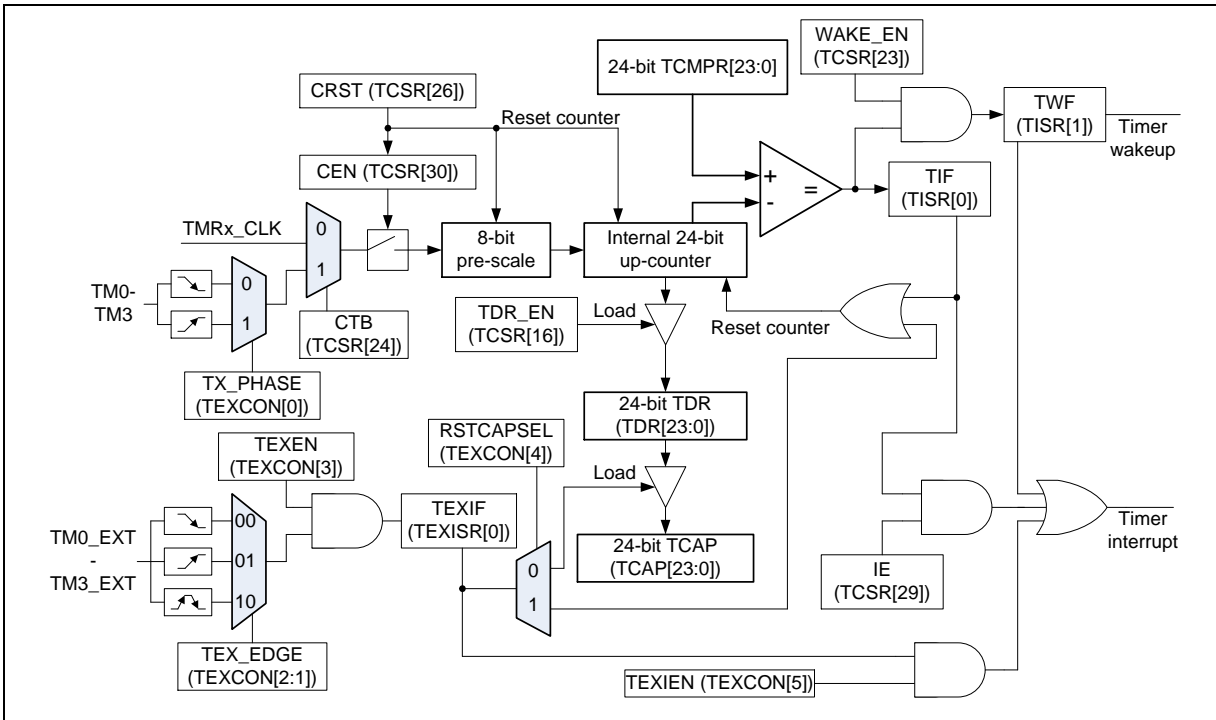 WAKE_EN
(TCSR[23])
24-bit TCMPR[23:0]
CRST (TCSR[26])
Reset counter
TWF
(TISR[1])
Timer
wakeup
CEN (TCSR[30])
+
-
=
TIF
(TISR[0])
TMRx_CLK
0
1
8-bit
pre-scale
Internal 24-bit
up-counter
TM0-
TM3
0
1
TDR_EN
(TCSR[16])
Load
Reset counter
CTB
(TCSR[24])
TX_PHASE
(TEXCON[0])
24-bit TDR
(TDR[23:0])
TEXEN
(TEXCON[3])
RSTCAPSEL
(TEXCON[4])
Load
TEXIF
(TEXISR[0])
TM0_EXT
-
TM3_EXT
00
01
10
24-bit TCAP
(TCAP[23:0])
0
1
Timer
interrupt
IE
(TCSR[29])
TEX_EDGE
(TEXCON[2:1])
TEXIEN (TEXCON[5])